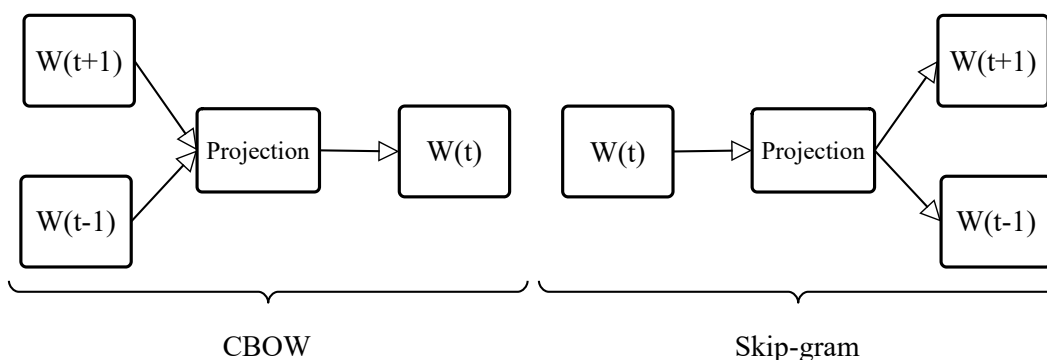 W(t+1)
W(t-1)
Projection
W(t)
CBOW
W(t)
Projection
W(t+1)
W(t-1)
Skip-gram